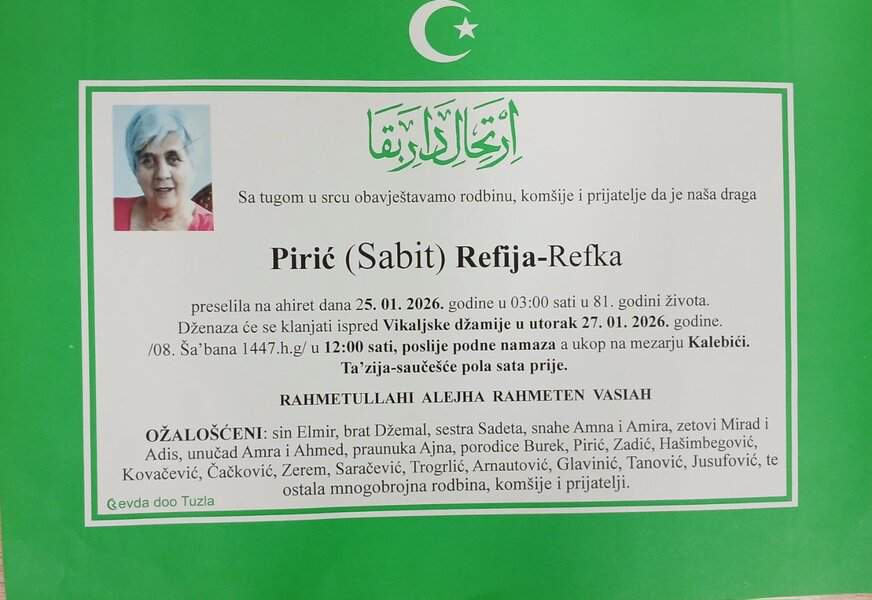 اِرْتِحَالِ دَارِ بَقَا
Sa tugom u srcu obavještavamo rodbinu, komšije i prijatelje da je naša draga
Pirić (Sabit) Refija-Refka
preselila na ahiret dana 25. 01. 2026. godine u 03:00 sati u 81. godini života.
Dženaza će se klanjati ispred Vikaljske džamije u utorak 27. 01. 2026. godine.
/08. Ša’bana 1447.h.g/ u 12:00 sati, poslije podne namaza a ukop na mezarju Kalebići.
Ta’zija-saučešće pola sata prije.
RAHMETULLAHI ALEJHA RAHMETEN VASIAH
OŽALOŠĆENI: sin Elmir, brat Džemal, sestra Sadeta, snahe Amna i Amira, zetovi Mirad i
Adis, unučad Amra i Ahmed, praunuka Ajna, porodice Burek, Pirić, Zadić, Hašimbegović,
Kovačević, Čačković, Zerem, Saračević, Trogrlić, Arnautović, Glavinić, Tanović, Jusufović, te
ostala mnogobrojna rodbina, komšije i prijatelji.
Cevda doo Tuzla